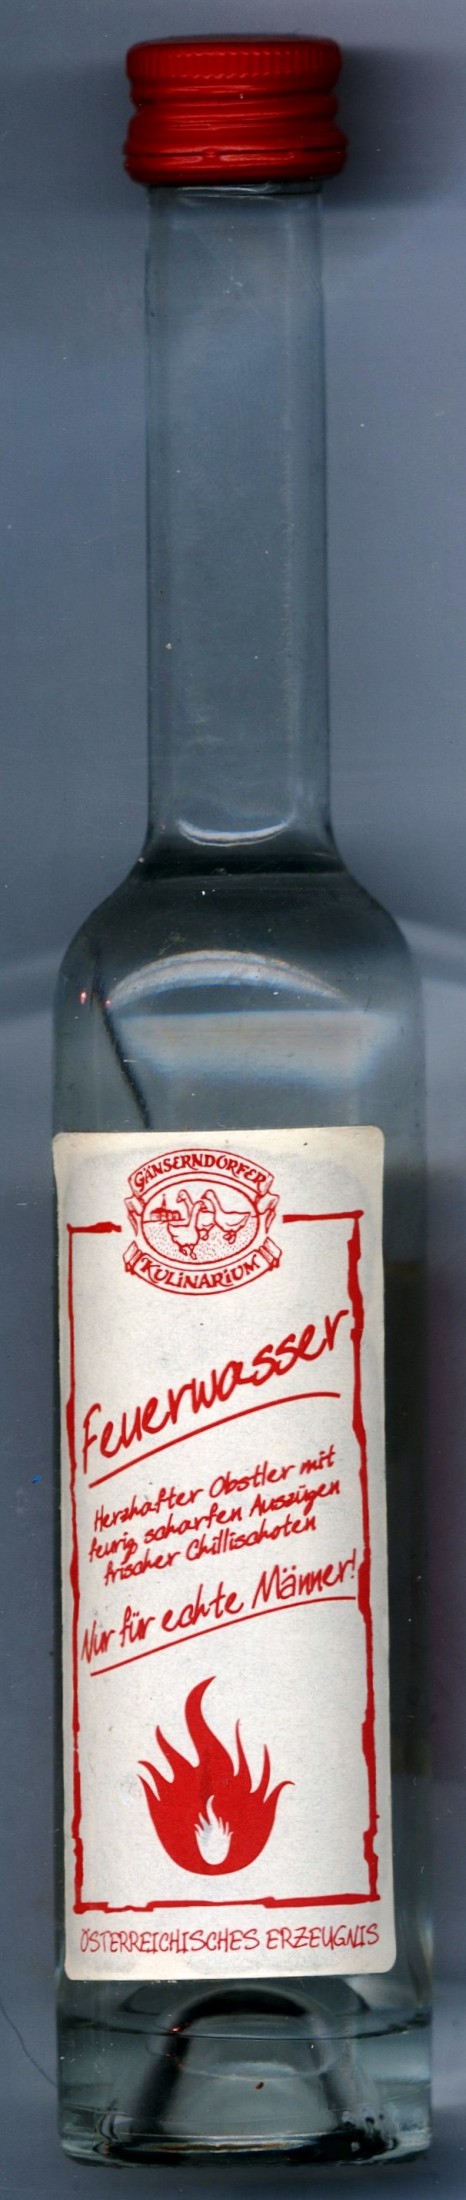 GÄNSERNDORFER
KULINARIUM
Feuerwasser
Herzhafter Obstler mit
feurig scharfen Auszügen
frischer Chillischoten
Nur für echte Männer!
ÖSTERREICHISCHES ERZEUGNIS